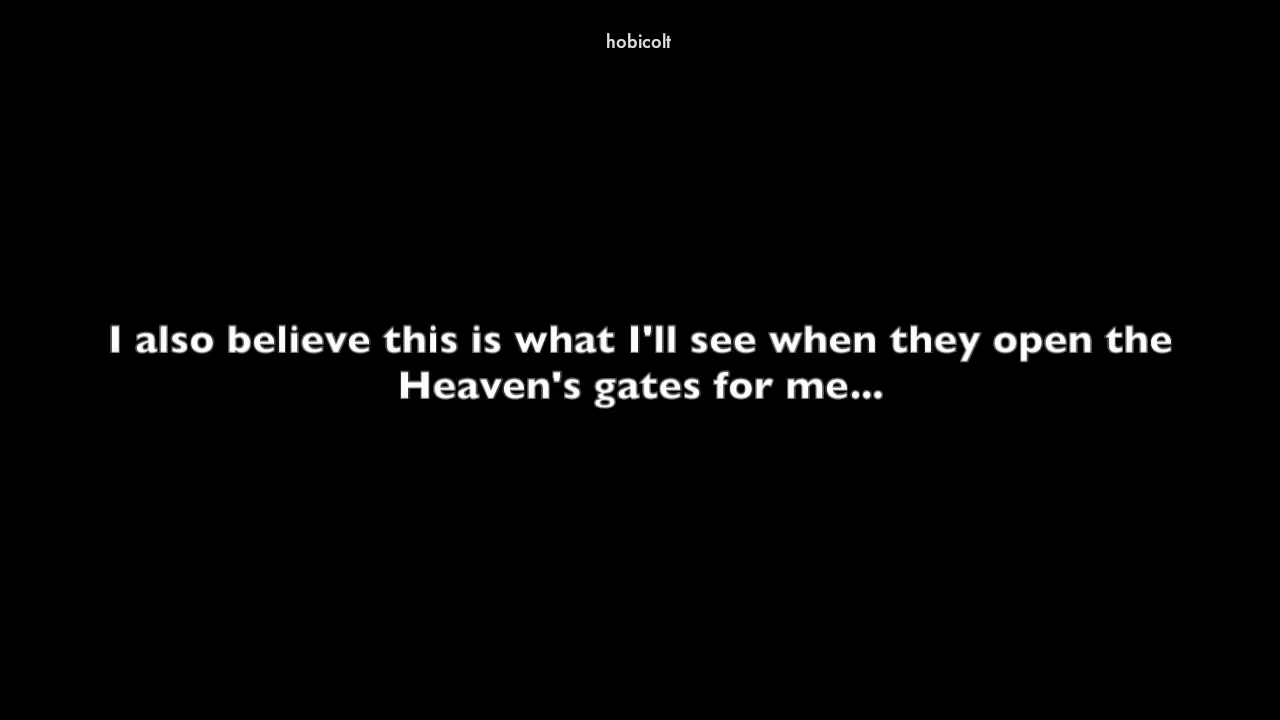 hobicolt
I also believe this is what I'll see when they open the
Heaven's gates for me...